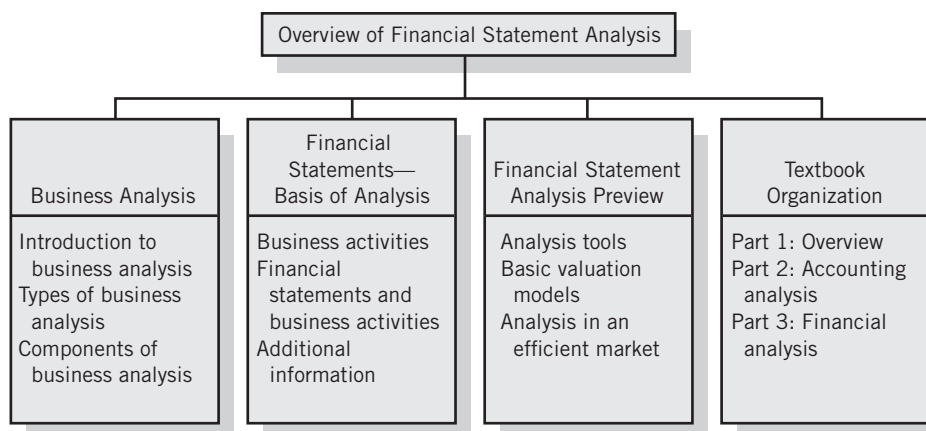 Overview of Financial Statement Analysis
Business Analysis
Introduction to
business analysis
Types of business
analysis
Components of
business analysis
Financial
Statements—
Basis of Analysis
Business activities
Financial
statements and
business activities
Additional
information
Financial Statement
Analysis Preview
Analysis tools
Basic valuation
models
Analysis in an
efficient market
Textbook
Organization
Part 1: Overview
Part 2: Accounting
analysis
Part 3: Financial
analysis